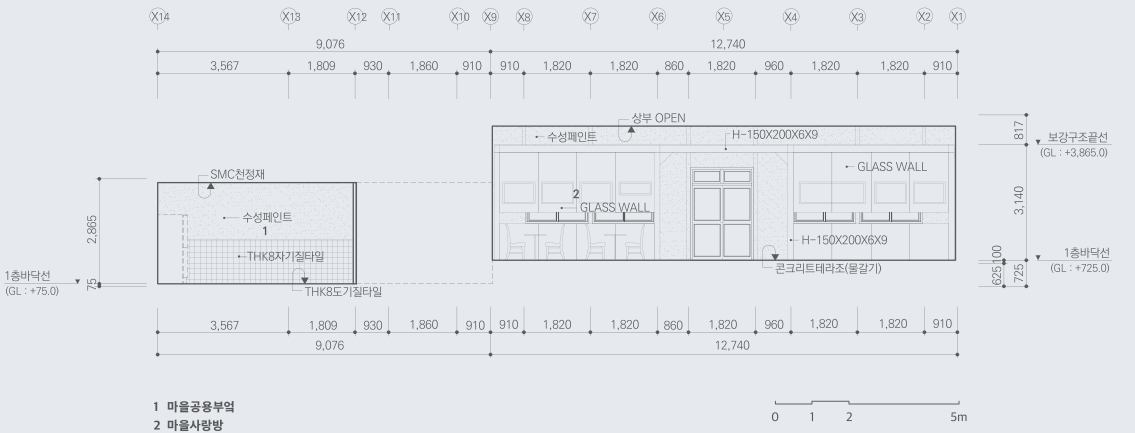 X14 X13 X12 X11 X10 X9 X8 X7 X6 X5 X4 X3 X2 X1
9,076 12,740
3,567 1,809 930 1,860 910 910 1,820 1,820 860 1,820 960 1,820 1,820 910
상부 OPEN
수성페인트
H-150X200X6X9
817
보강구조끝선
(GL : +3,865.0)
SMC천정재
GLASS WALL
2
GLASS WALL
3,140
2,865
수성페인트
1
THK8자기질타일
H-150X200X6X9
1층바닥선
(GL : +75.0)
75
THK8도기질타일
콘크리트테라조(물갈기)
100
625
725
1층바닥선
(GL : +725.0)
3,567 1,809 930 1,860 910 910 1,820 1,820 860 1,820 960 1,820 1,820 910
9,076 12,740
1 마을공용부엌
2 마을사랑방
0 1 2 5m